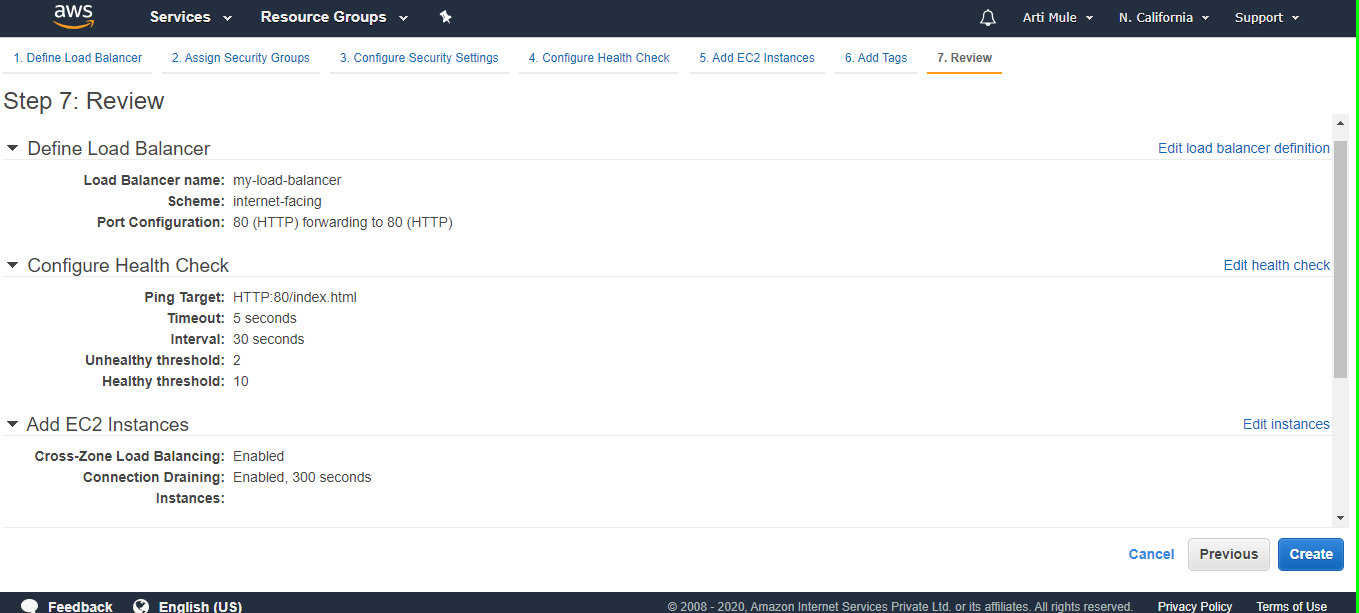 aws Services Resource Groups Arti Mule N. California Support
1. Define Load Balancer 2. Assign Security Groups 3. Configure Security Settings 4. Configure Health Check 5. Add EC2 Instances 6. Add Tags 7. Review
Step 7: Review
Define Load Balancer Edit load balancer definition
Load Balancer name: my-load-balancer
Scheme: internet-facing
Port Configuration: 80 (HTTP) forwarding to 80 (HTTP)
Configure Health Check Edit health check
Ping Target: HTTP:80/index.html
Timeout: 5 seconds
Interval: 30 seconds
Unhealthy threshold: 2
Healthy threshold: 10
Add EC2 Instances Edit instances
Cross-Zone Load Balancing: Enabled
Connection Draining: Enabled, 300 seconds
Instances:
Cancel Previous Create
Feedback English (US) © 2008 - 2020, Amazon Internet Services Private Ltd. or its affiliates. All rights reserved. Privacy Policy Terms of Use